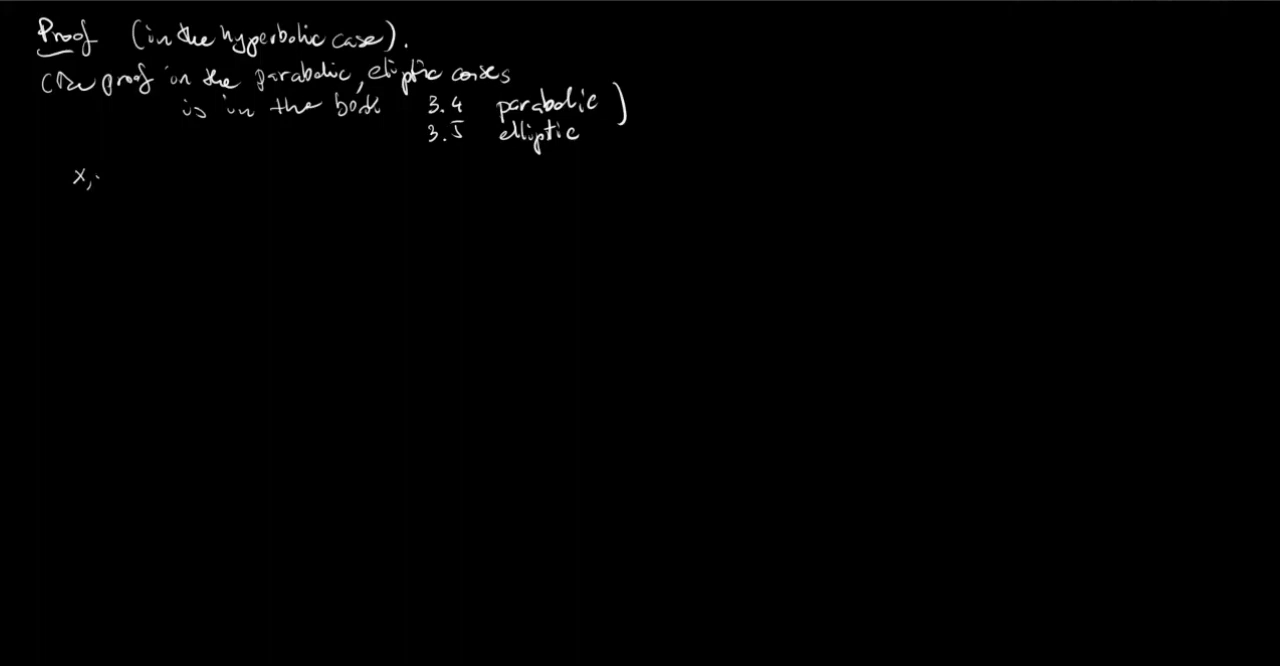 Proof (in the hyperbolic case).
(The proof in the parabolic, eliptic cases
is in the book 3.4 parabolic )
3.5 elliptic
x,